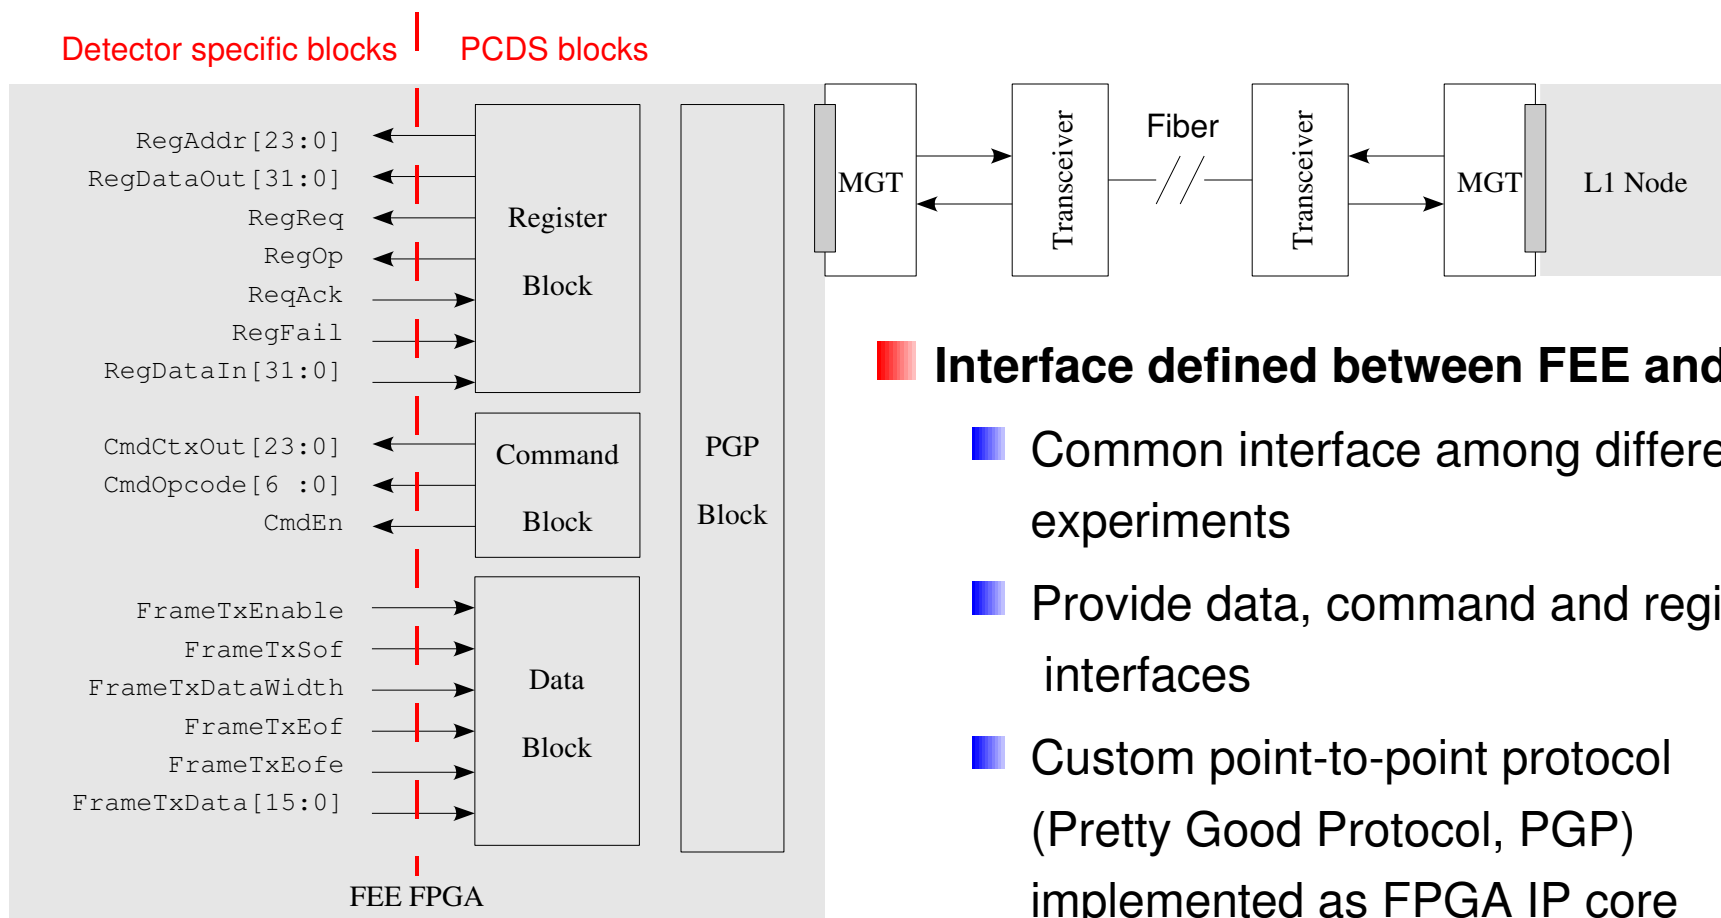 Detector specific blocks
PCDS blocks
RegAddr[23:0]
RegDataOut[31:0]
RegReq
RegOp
ReqAck
RegFail
RegDataIn[31:0]
Register
Block
CmdCtxOut[23:0]
CmdOpcode[6 :0]
CmdEn
Command
Block
FrameTxEnable
FrameTxSof
FrameTxDataWidth
FrameTxEof
FrameTxEofe
FrameTxData[15:0]
Data
Block
PGP
Block
FEE FPGA
MGT
Transceiver
Fiber
Transceiver
MGT
L1 Node
Interface defined between FEE and
Common interface among differe
experiments
Provide data, command and regi
interfaces
Custom point-to-point protocol
(Pretty Good Protocol, PGP)
implemented as FPGA IP core